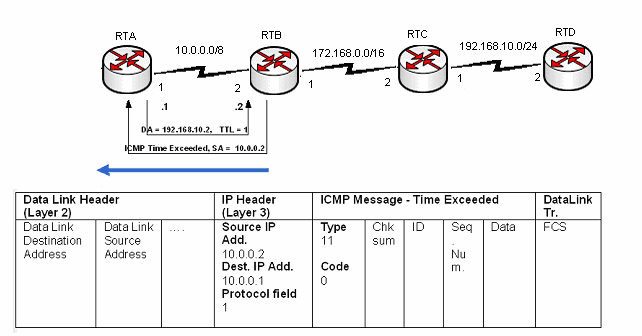 RTA
10.0.0.0/8
RTB
172.168.0.0/16
RTC
192.168.10.0/24
RTD
1
2
1
2
1
2
.1
.2
DA = 192.168.10.2, TTL = 1
ICMP Time Exceeded, SA = 10.0.0.2
Data Link Header
(Layer 2)
IP Header
(Layer 3)
ICMP Message - Time Exceeded
DataLink
Tr.
Data Link
Destination
Address
Data Link
Source
Address
….
Source IP
Add.
10.0.0.2
Dest. IP Add.
10.0.0.1
Protocol field
1
Type
11
Code
0
Chk
sum
ID
Seq
.
Nu
m.
Data
FCS